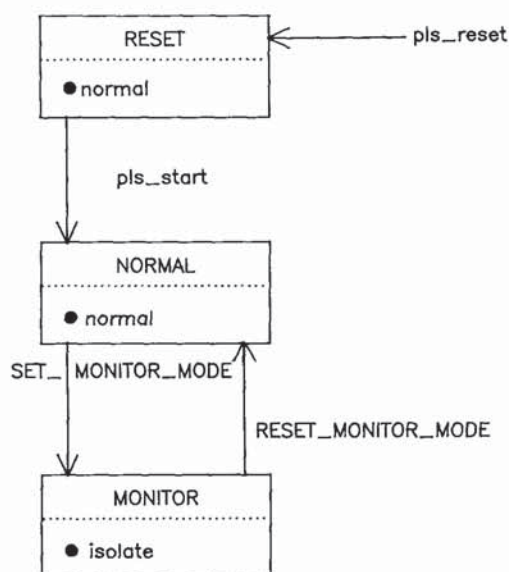 RESET
pls_reset
● normal
pls_start
NORMAL
● normal
SET_ MONITOR_MODE
RESET_MONITOR_MODE
MONITOR
● isolate